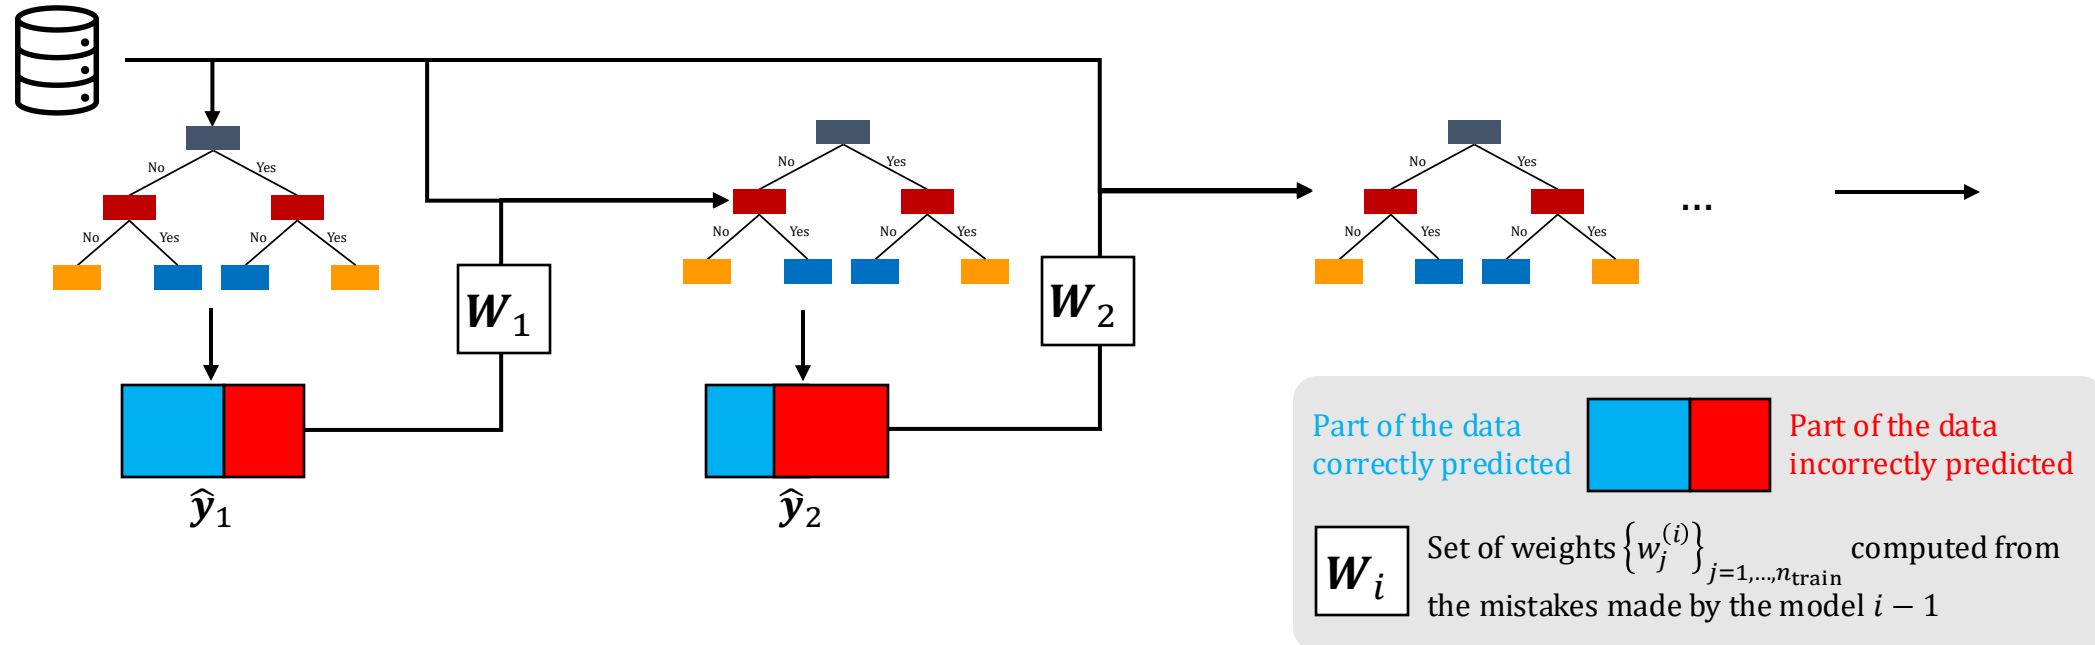 No Yes
No Yes No Yes
No Yes
No Yes No Yes
No Yes
No Yes No Yes
...
W₁
W₂
ŷ₁
ŷ₂
Part of the data
correctly predicted
Part of the data
incorrectly predicted
Wᵢ
Set of weights {w_j^(i)}_{j=1,…,n_train} computed from
the mistakes made by the model i − 1